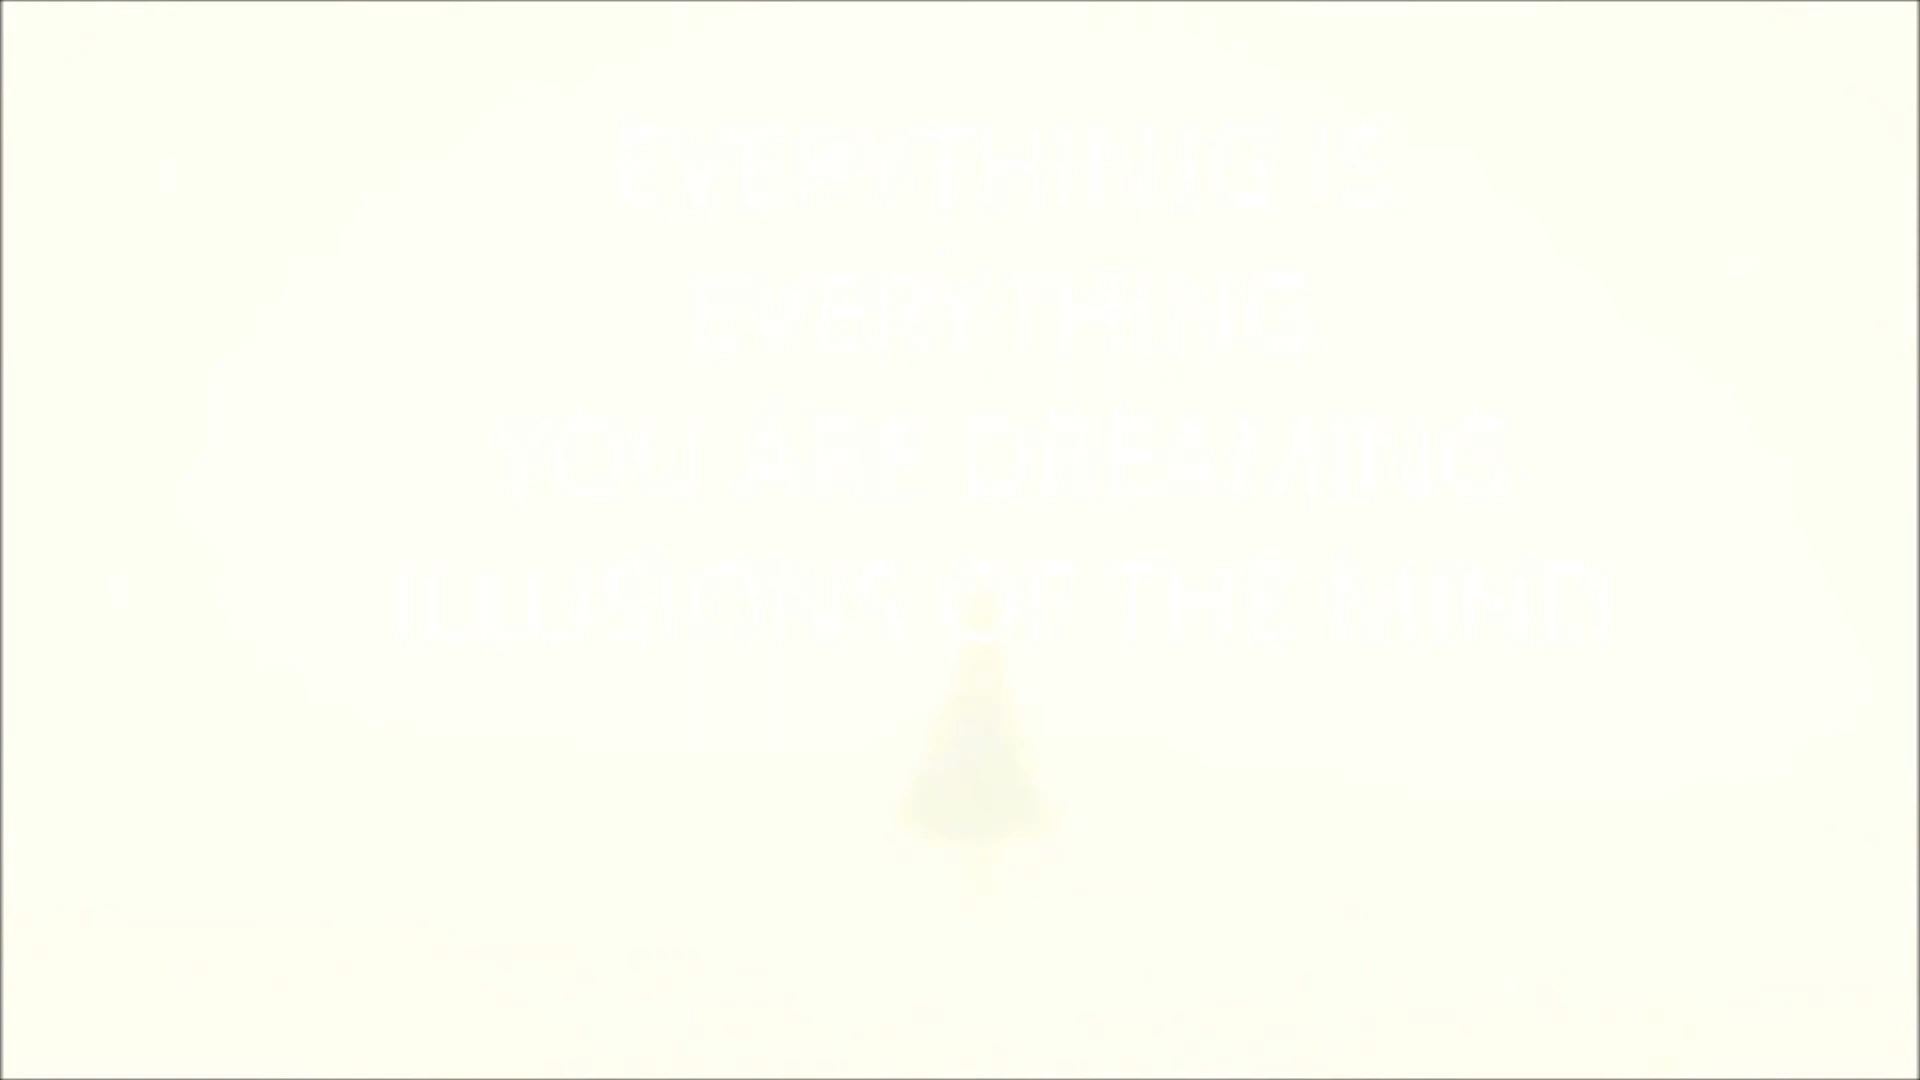 EVERYTHING IS
EVERYTHING
YOU ARE DREAMING
ILLUSIONS OF THE MIND